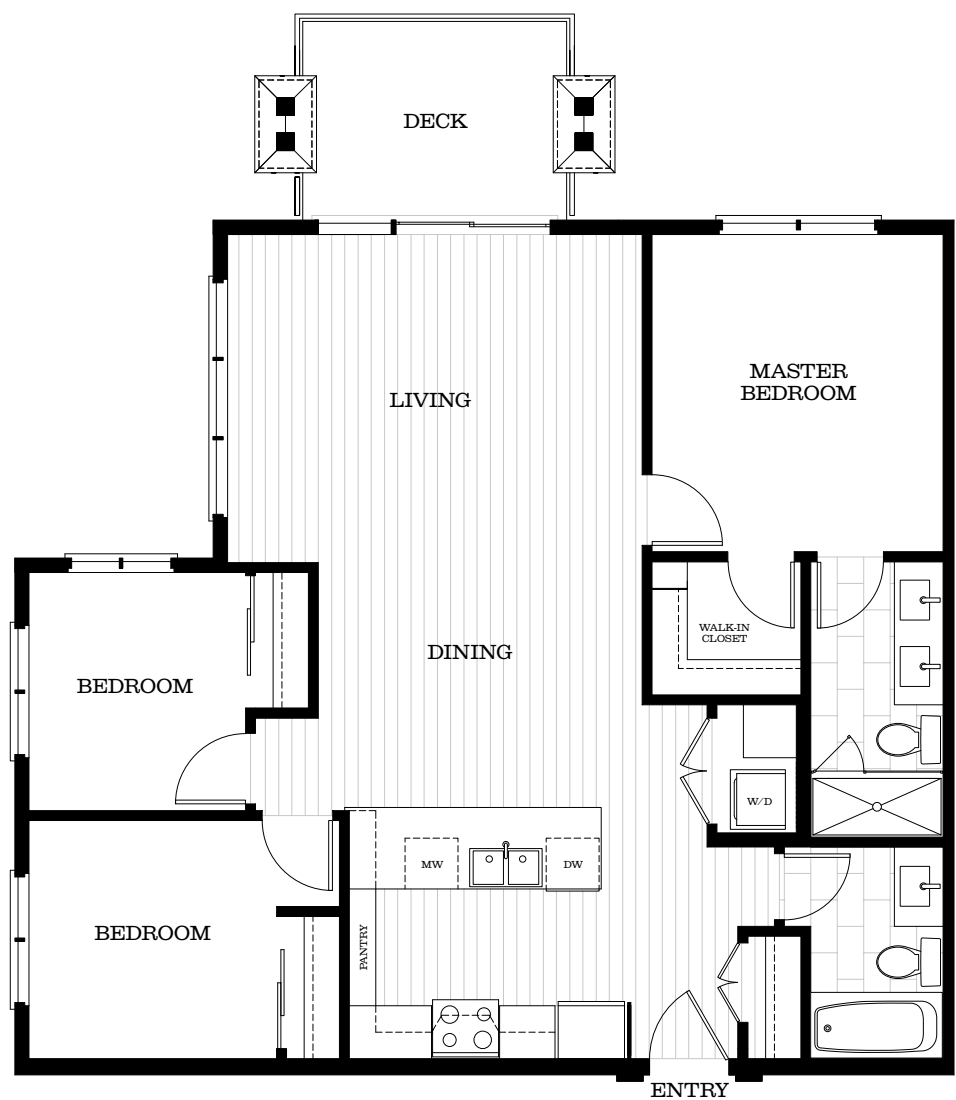 DECK
LIVING
MASTER
BEDROOM
WALK-IN
CLOSET
DINING
BEDROOM
W/D
MW
DW
BEDROOM
PANTRY
ENTRY